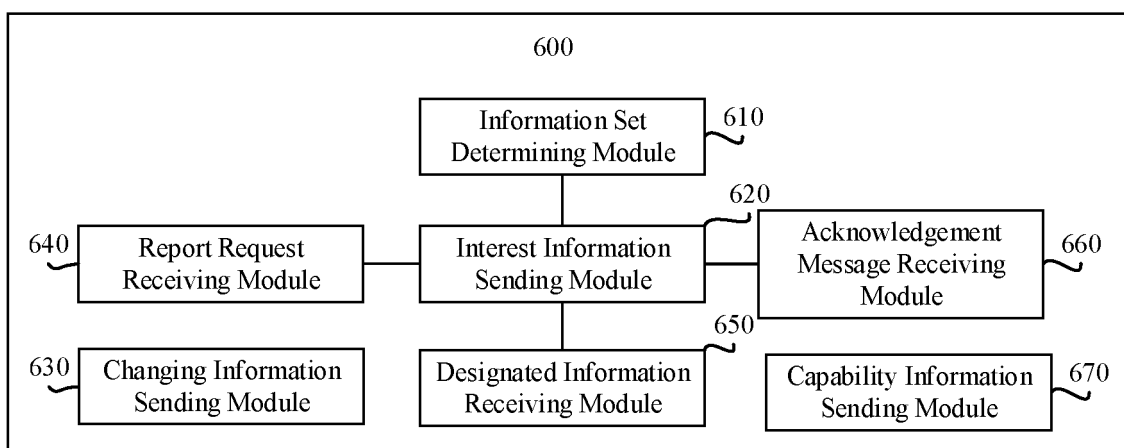 600
Information Set
Determining Module
610
620
640
Report Request
Receiving Module
Interest Information
Sending Module
Acknowledgement
Message Receiving
Module
660
650
630
Changing Information
Sending Module
Designated Information
Receiving Module
Capability Information
Sending Module
670